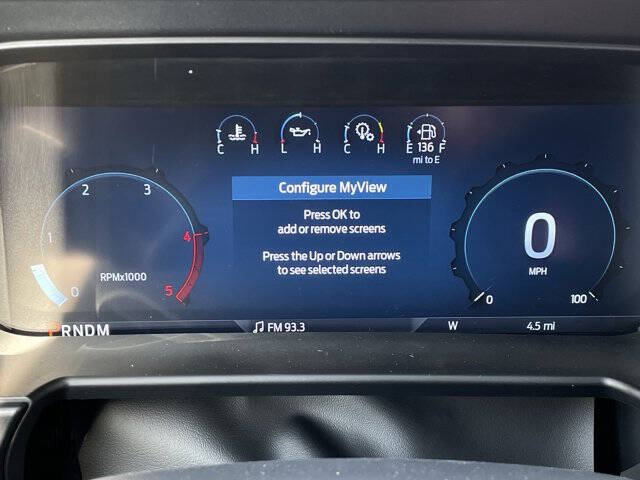 C H
L H
C H
E 136 F
mi to E
Configure MyView
Press OK to
add or remove screens
Press the Up or Down arrows
to see selected screens
0 1 2 3 4 5
RPMx1000
0
MPH
0 100
PRNDM
FM 93.3
W
4.5 mi